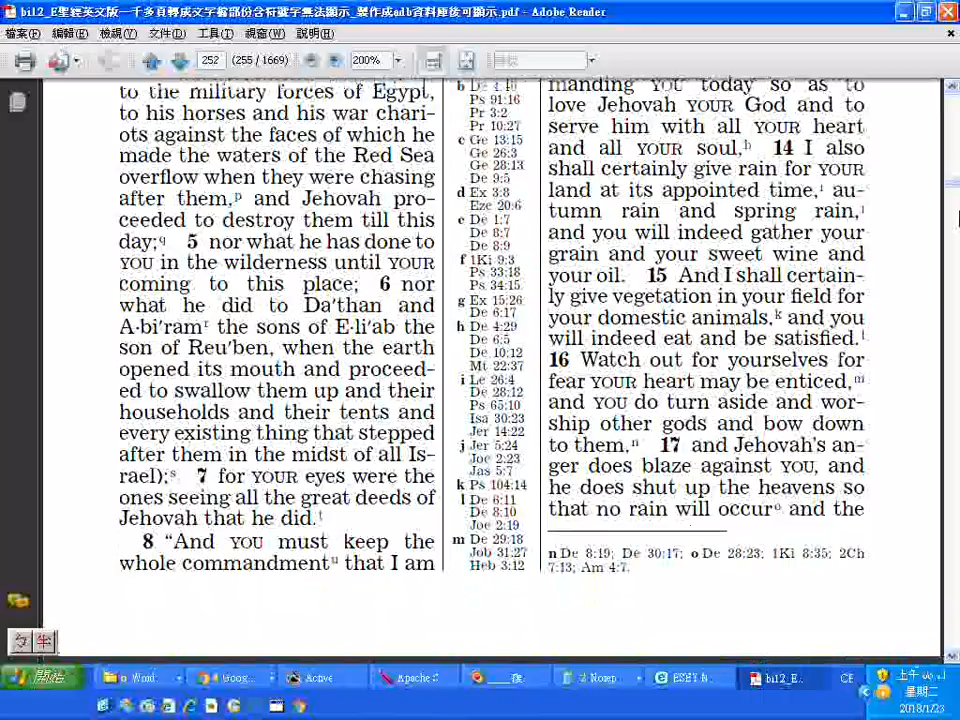 bi12_E聖經英文版一千多頁轉成文字檔部份含符號字無法顯示_製作成adb資料庫後可顯示.pdf - Adobe Reader
檔案(F) 編輯(E) 檢視(V) 文件(D) 工具(T) 視窗(W) 說明(H)
252 (255 / 1669) 200% 尋找
to the military forces of Egypt,
to his horses and his war chari-
ots against the faces of which he
made the waters of the Red Sea
overflow when they were chasing
after them,p and Jehovah pro-
ceeded to destroy them till this
day;q 5 nor what he has done to
YOU in the wilderness until YOUR
coming to this place; 6 nor
what he did to Da′than and
A·bi′ramr the sons of E·li′ab the
son of Reu′ben, when the earth
opened its mouth and proceed-
ed to swallow them up and their
households and their tents and
every existing thing that stepped
after them in the midst of all Is-
rael);s 7 for YOUR eyes were the
ones seeing all the great deeds of
Jehovah that he did.t
8 “And YOU must keep the
whole commandmentu that I am
b De 4:40
Ps 91:16
Pr 3:2
Pr 10:27
c Ge 13:15
Ge 26:3
Ge 28:13
De 9:5
d Ex 3:8
Eze 20:6
e De 1:7
De 8:7
De 8:9
f 1Ki 9:3
Ps 33:18
Ps 34:15
g Ex 15:26
De 6:17
h De 4:29
De 6:5
De 10:12
Mt 22:37
i Le 26:4
De 28:12
Ps 65:10
Isa 30:23
Jer 14:22
j Jer 5:24
Joe 2:23
Jas 5:7
k Ps 104:14
l De 6:11
De 8:10
Joe 2:19
m De 29:18
Job 31:27
Heb 3:12
manding YOU today so as to
love Jehovah YOUR God and to
serve him with all YOUR heart
and all YOUR soul,h 14 I also
shall certainly give rain for YOUR
land at its appointed time,i au-
tumn rain and spring rain,j
and you will indeed gather your
grain and your sweet wine and
your oil. 15 And I shall certain-
ly give vegetation in your field for
your domestic animals,k and you
will indeed eat and be satisfied.l
16 Watch out for yourselves for
fear YOUR heart may be enticed,m
and YOU do turn aside and wor-
ship other gods and bow down
to them,n 17 and Jehovah’s an-
ger does blaze against YOU, and
he does shut up the heavens so
that no rain will occuro and the
n De 8:19; De 30:17; o De 28:23; 1Ki 8:35; 2Ch
7:13; Am 4:7.
ㄅ 半
開始 Word Goog... Active Apache 2 2 Notep... bi12_E... CE
上午
星期二
2018/1/23